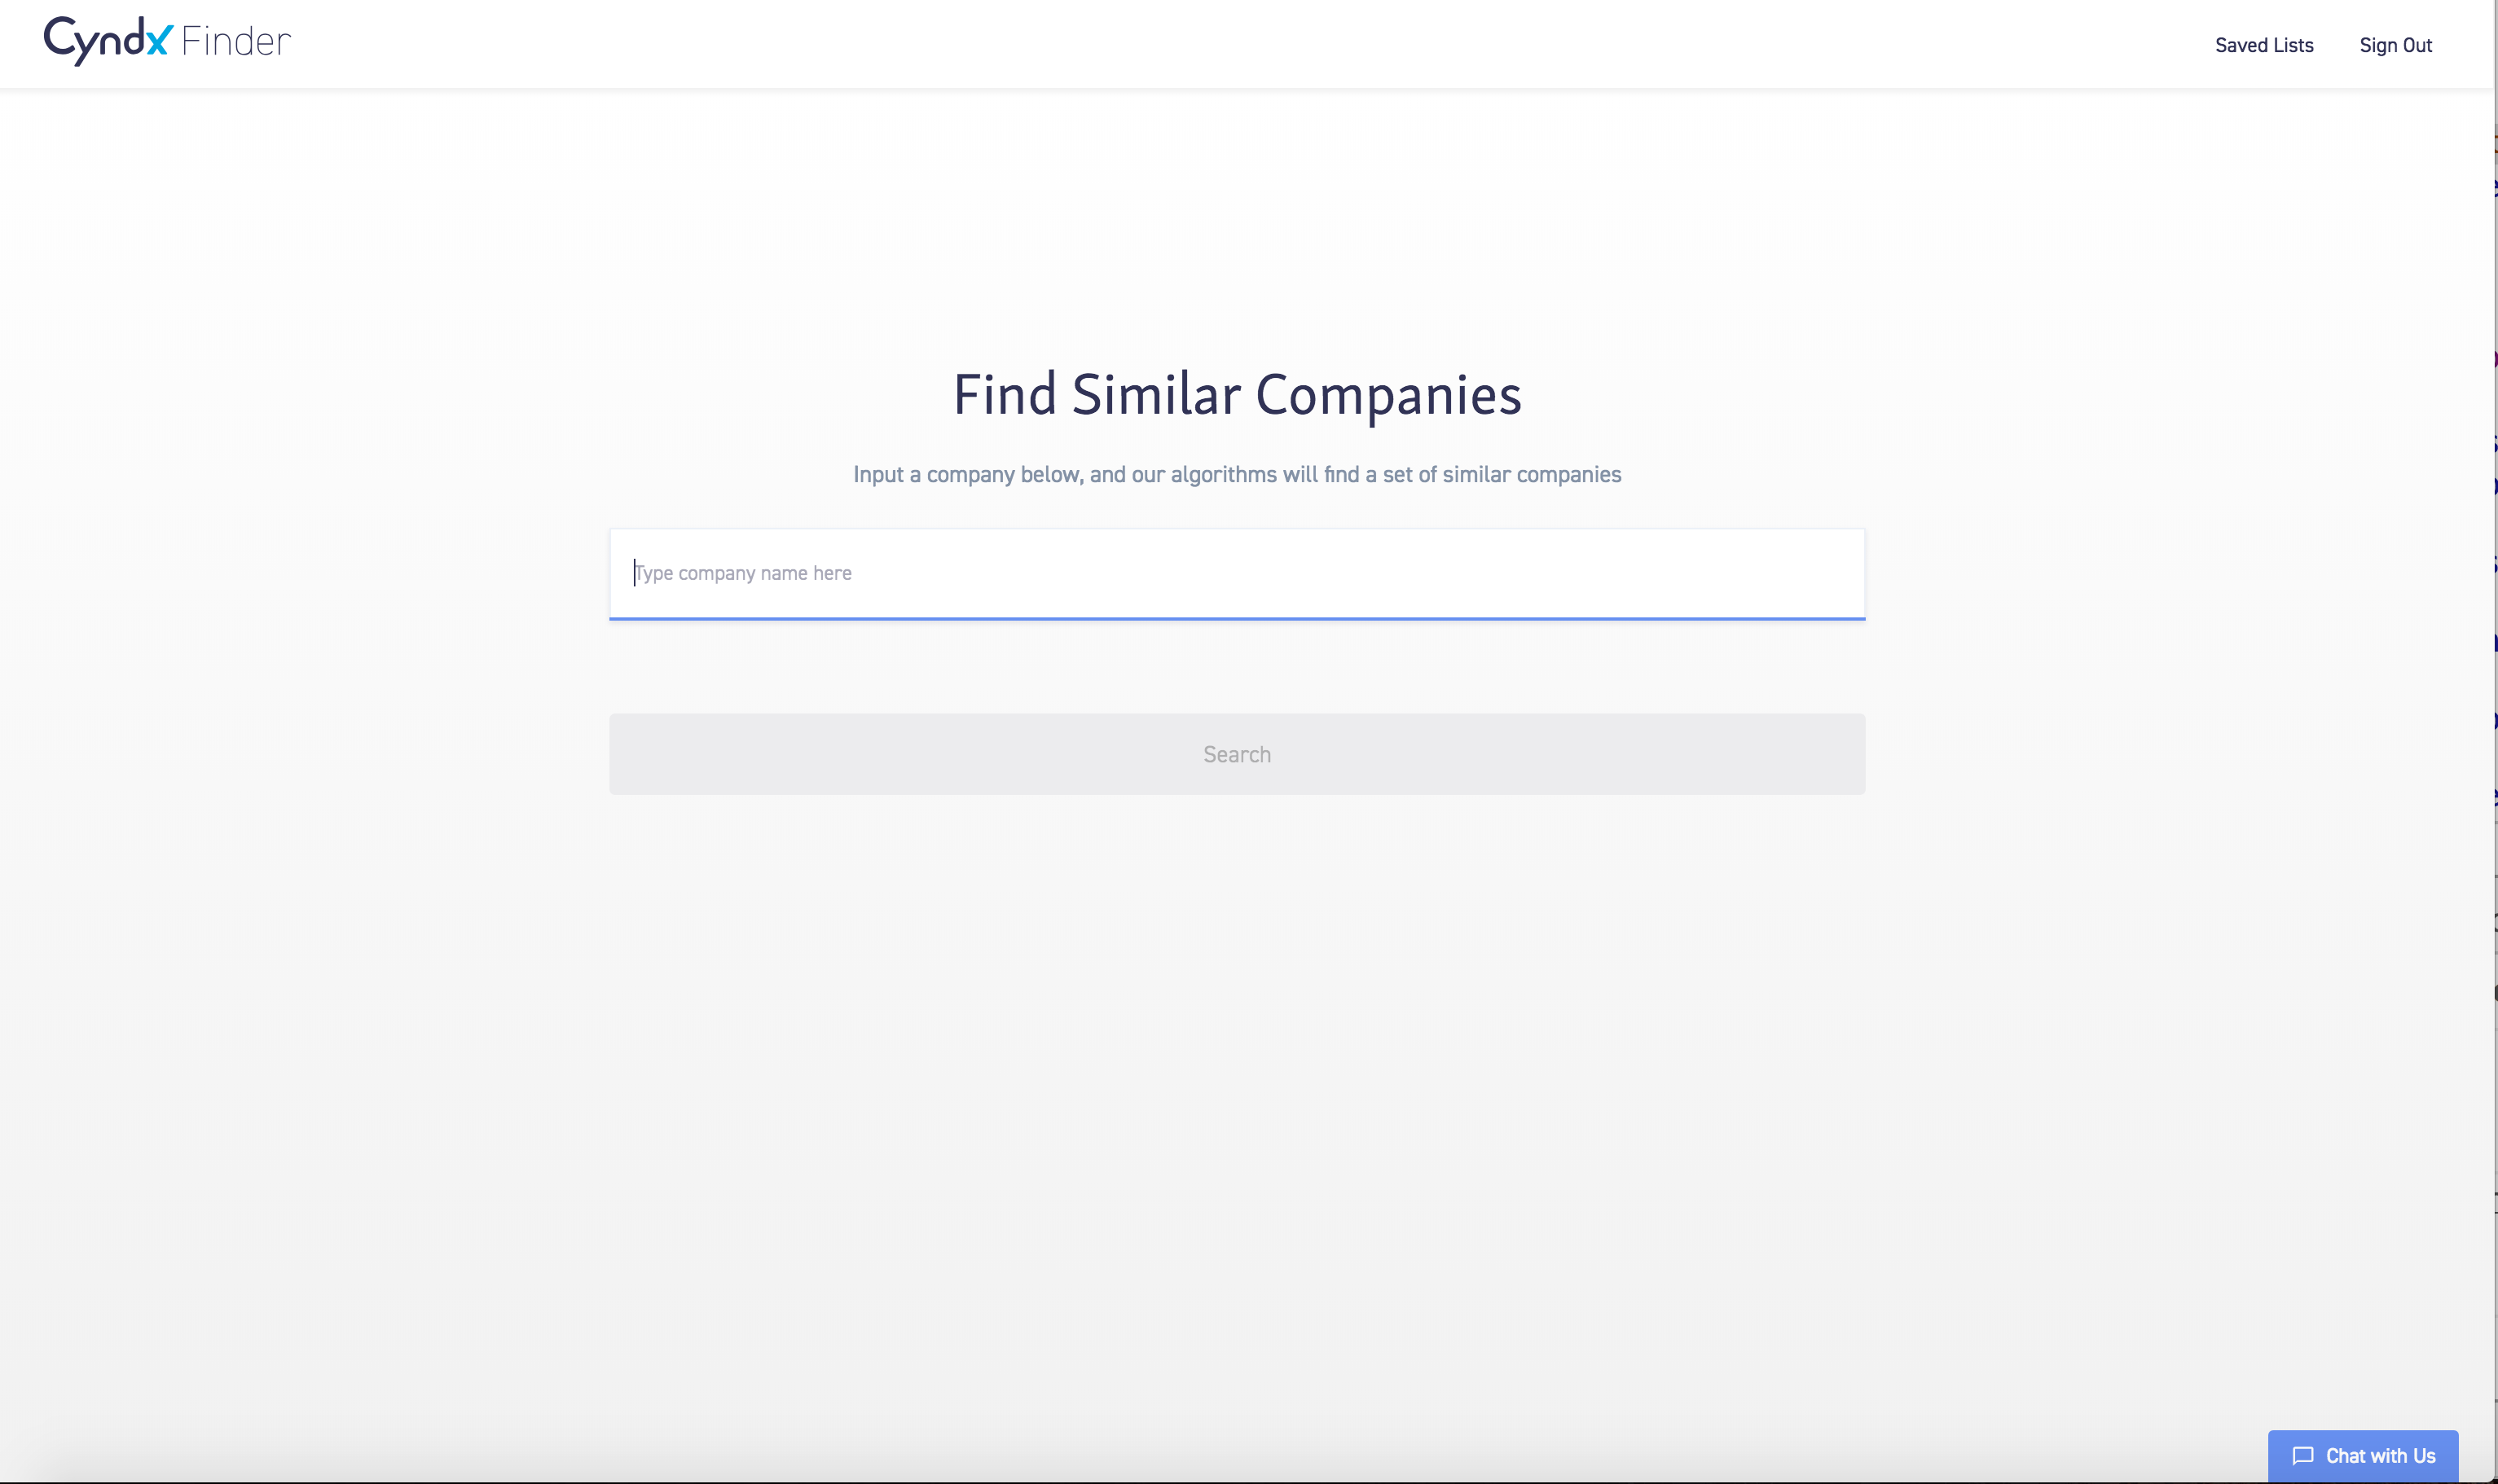 Cyndx Finder
Saved Lists
Sign Out
Find Similar Companies
Input a company below, and our algorithms will find a set of similar companies
Type company name here
Search
Chat with Us